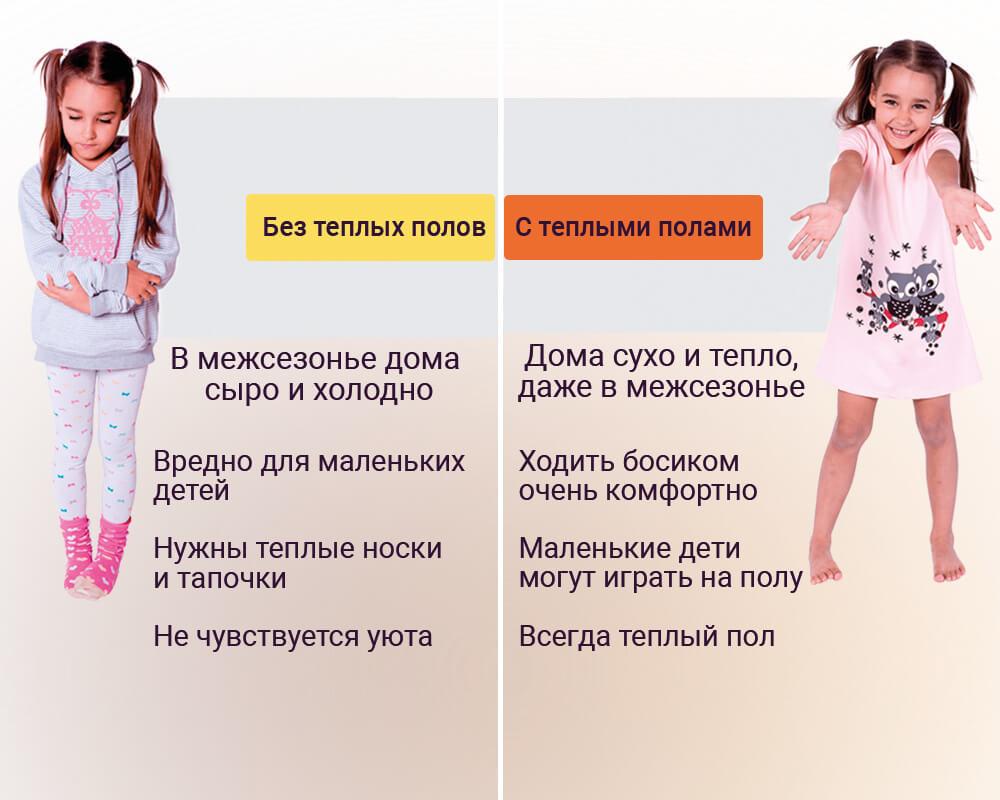 Без теплых полов
В межсезонье дома
сыро и холодно
Вредно для маленьких
детей
Нужны теплые носки
и тапочки
Не чувствуется уюта
С теплыми полами
Дома сухо и тепло,
даже в межсезонье
Ходить босиком
очень комфортно
Маленькие дети
могут играть на полу
Всегда теплый пол